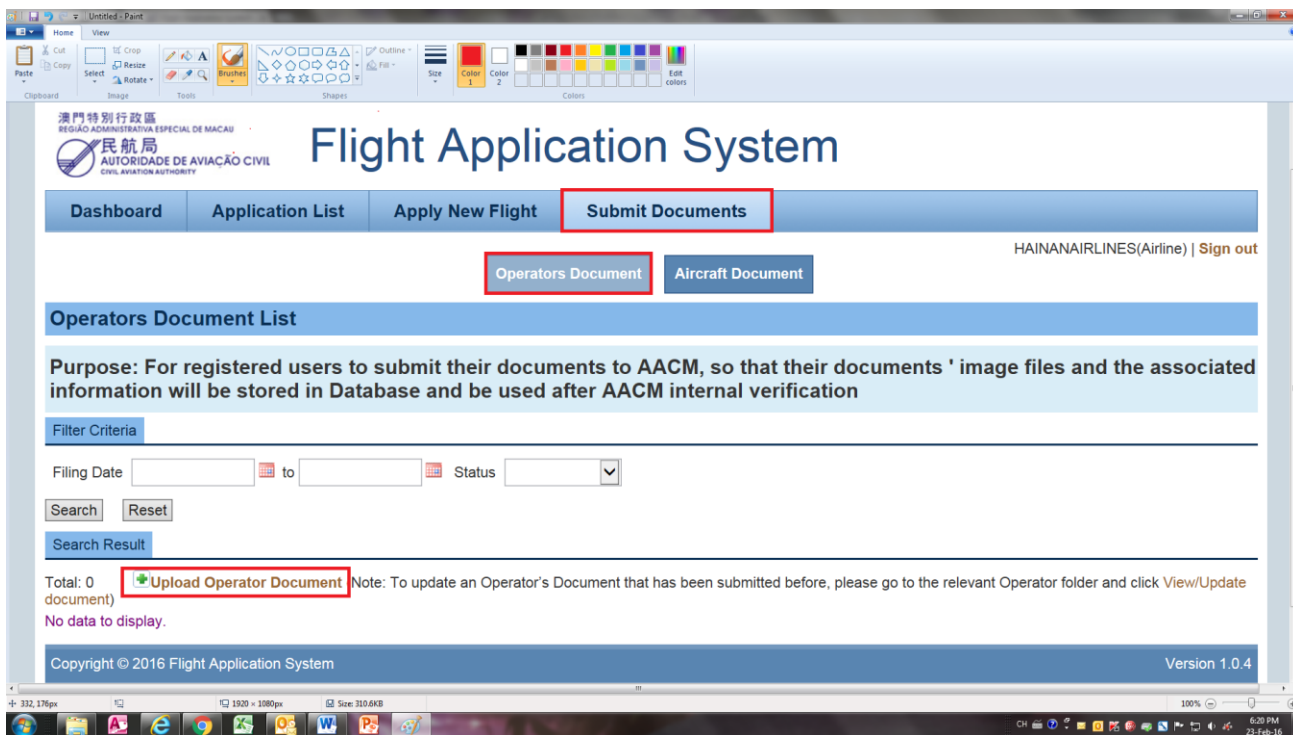 Untitled - Paint
Home View
Paste
Cut
Copy
Clipboard
Select
Crop
Resize
Rotate
Image
Tools
Brushes
Shapes
Outline
Fill
Size
Color 1
Color 2
Edit colors
Colors
澳門特別行政區
REGIÃO ADMINISTRATIVA ESPECIAL DE MACAU
民航局
AUTORIDADE DE AVIAÇÃO CIVIL
CIVIL AVIATION AUTHORITY
Flight Application System
Dashboard Application List Apply New Flight Submit Documents
HAINANAIRLINES(Airline) | Sign out
Operators Document Aircraft Document
Operators Document List
Purpose: For registered users to submit their documents to AACM, so that their documents ' image files and the associated
information will be stored in Database and be used after AACM internal verification
Filter Criteria
Filing Date to Status
Search Reset
Search Result
Total: 0 Upload Operator Document Note: To update an Operator's Document that has been submitted before, please go to the relevant Operator folder and click View/Update
document)
No data to display.
Copyright © 2016 Flight Application System Version 1.0.4
332, 176px 1920 × 1080px Size: 310.6KB 100%
CH 6:20 PM
23-Feb-16